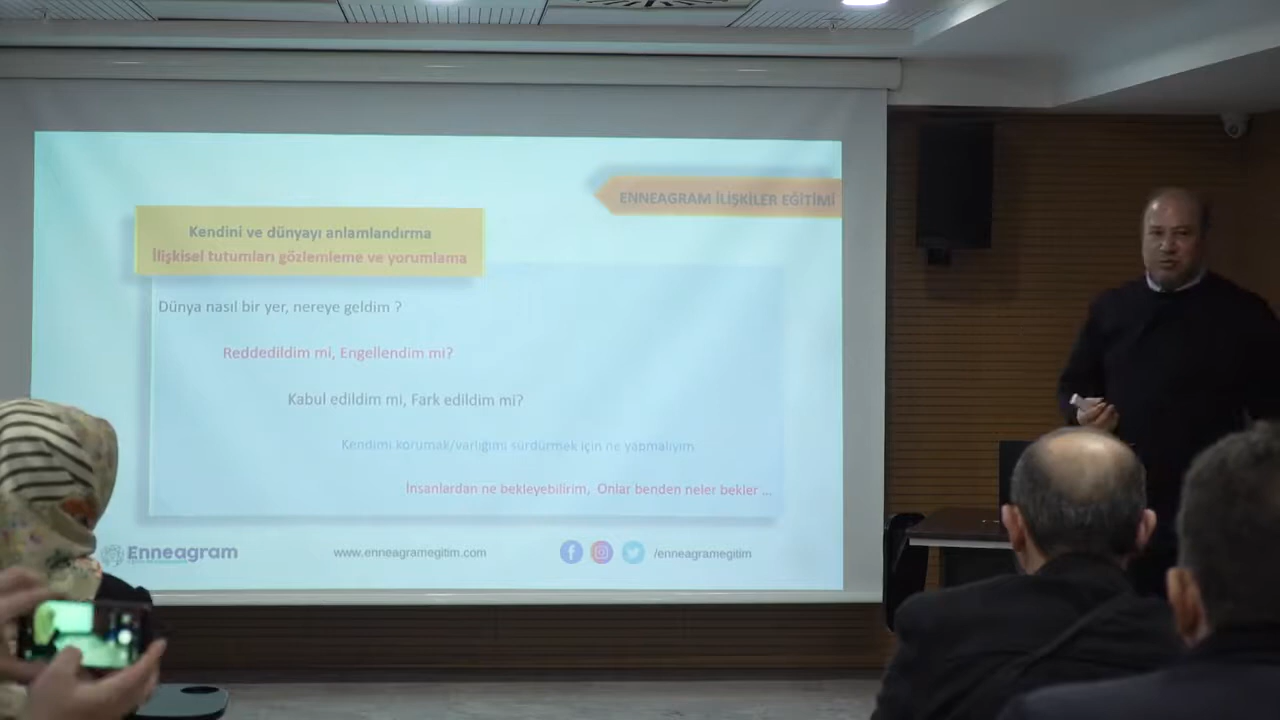 ENNEAGRAM İLİŞKİLER EĞİTİMİ
Kendini ve dünyayı anlamlandırma
İlişkisel tutumları gözlemleme ve yorumlama
Dünya nasıl bir yer, nereye geldim ?
Reddedildim mi, Engellendim mi?
Kabul edildim mi, Fark edildim mi?
Kendimi korumak/varlığımı sürdürmek için ne yapmalıyım
İnsanlardan ne bekleyebilirim, Onlar benden neler bekler ...
Enneagram
www.enneagramegitim.com
/enneagramegitim